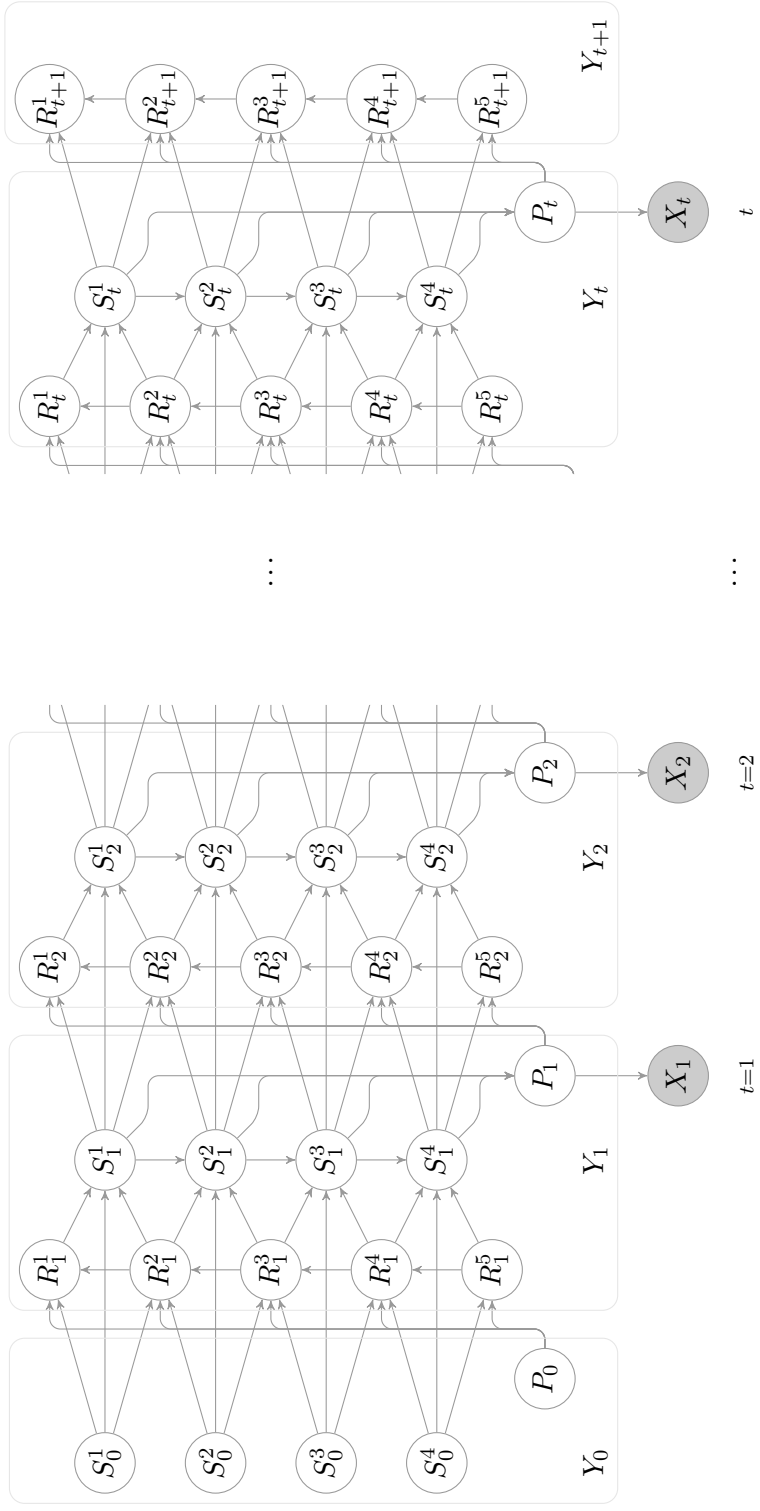 S_0^1
S_0^2
S_0^3
S_0^4
P_0
Y_0
R_1^1
R_1^2
R_1^3
R_1^4
R_1^5
S_1^1
S_1^2
S_1^3
S_1^4
P_1
Y_1
X_1
t=1
R_2^1
R_2^2
R_2^3
R_2^4
R_2^5
S_2^1
S_2^2
S_2^3
S_2^4
P_2
Y_2
X_2
t=2
...
...
R_t^1
R_t^2
R_t^3
R_t^4
R_t^5
S_t^1
S_t^2
S_t^3
S_t^4
P_t
Y_t
X_t
t
R_{t+1}^1
R_{t+1}^2
R_{t+1}^3
R_{t+1}^4
R_{t+1}^5
Y_{t+1}